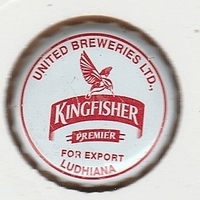 UNITED BREWERIES LTD.,
KINGFISHER
PREMIER
FOR EXPORT
LUDHIANA